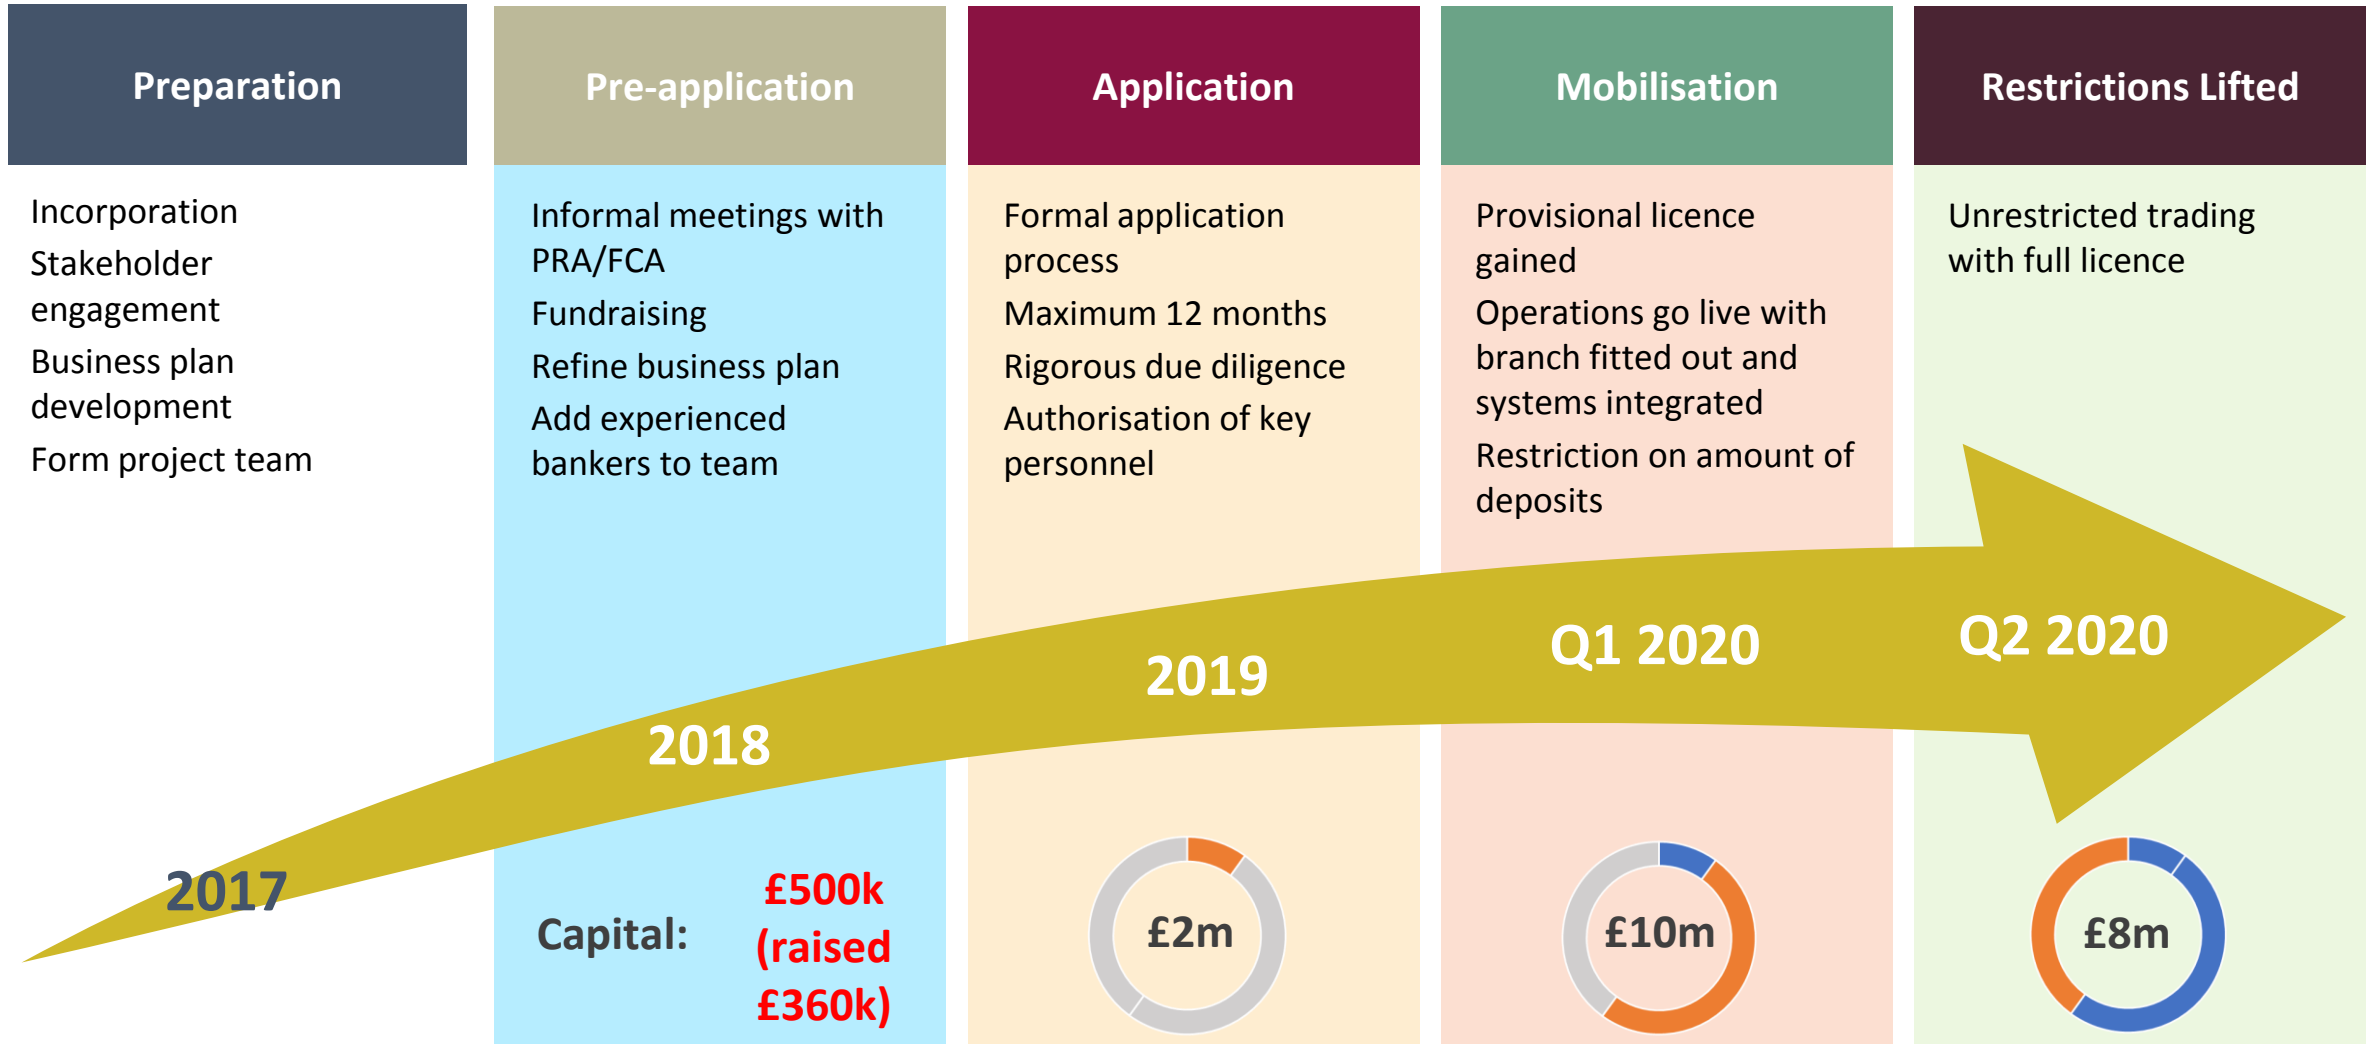 Preparation
Incorporation
Stakeholder
engagement
Business plan
development
Form project team
Pre-application
Informal meetings with
PRA/FCA
Fundraising
Refine business plan
Add experienced
bankers to team
Application
Formal application
process
Maximum 12 months
Rigorous due diligence
Authorisation of key
personnel
Mobilisation
Provisional licence
gained
Operations go live with
branch fitted out and
systems integrated
Restriction on amount of
deposits
Restrictions Lifted
Unrestricted trading
with full licence
2017
2018
2019
Q1 2020
Q2 2020
Capital:
£500k
(raised
£360k)
£2m
£10m
£8m